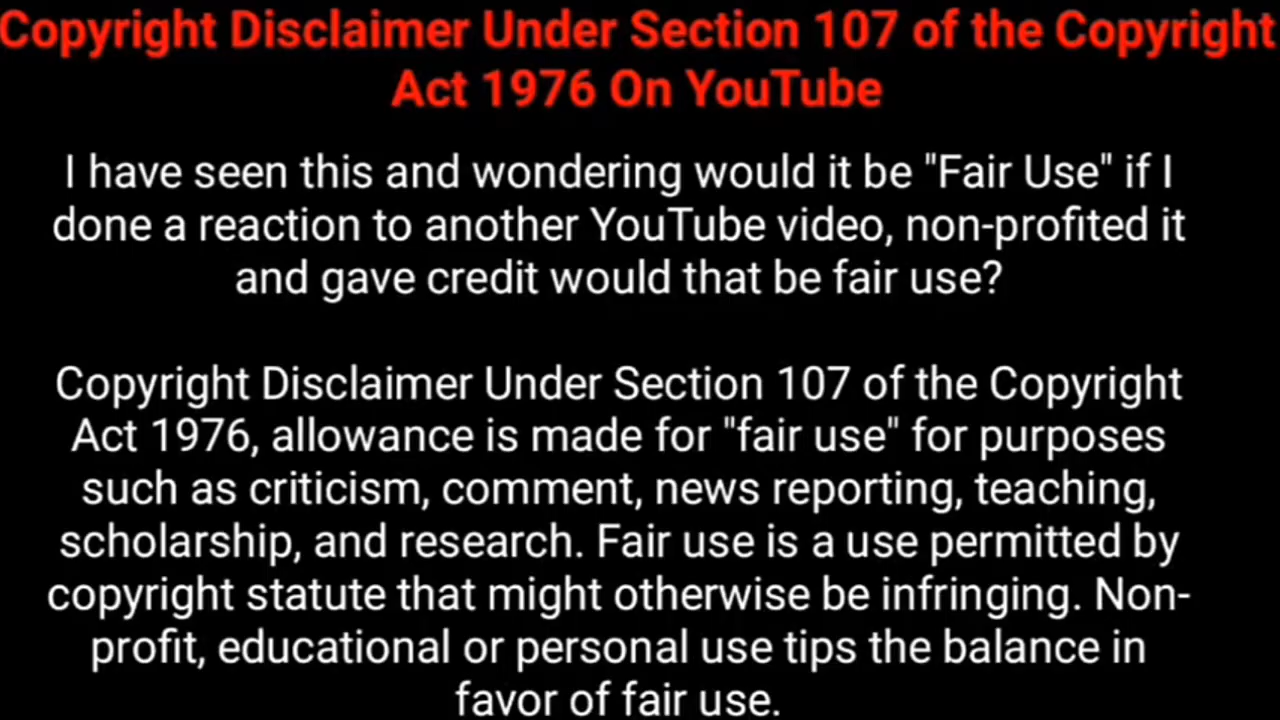 Copyright Disclaimer Under Section 107 of the Copyright
Act 1976 On YouTube
I have seen this and wondering would it be "Fair Use" if I
done a reaction to another YouTube video, non-profited it
and gave credit would that be fair use?
Copyright Disclaimer Under Section 107 of the Copyright
Act 1976, allowance is made for "fair use" for purposes
such as criticism, comment, news reporting, teaching,
scholarship, and research. Fair use is a use permitted by
copyright statute that might otherwise be infringing. Non-
profit, educational or personal use tips the balance in
favor of fair use.